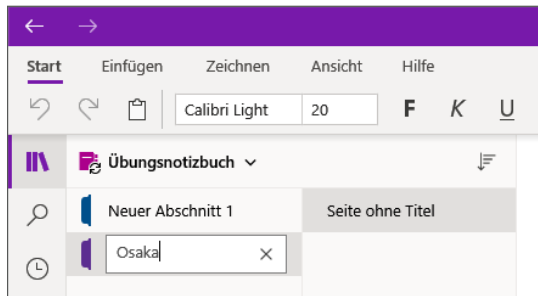 Start Einfügen Zeichnen Ansicht Hilfe
Calibri Light 20 F K U
Übungsnotizbuch
Neuer Abschnitt 1 Seite ohne Titel
Osaka